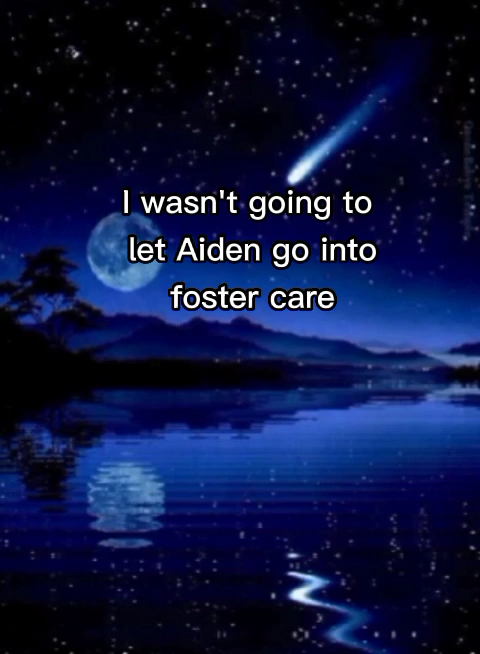 I wasn't going to
let Aiden go into
foster care